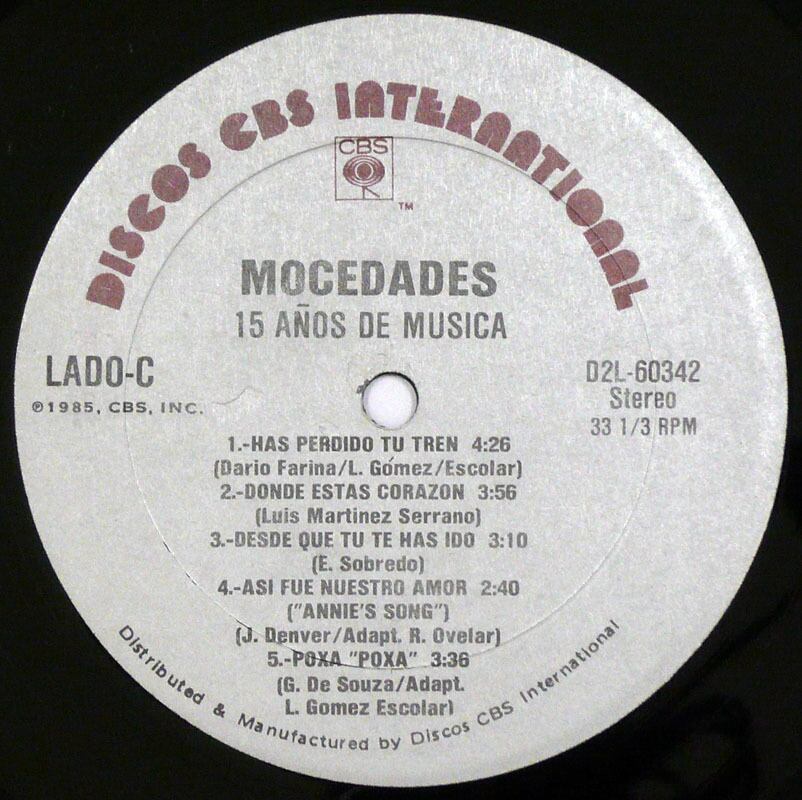 DISCOS CBS INTERNATIONAL
CBS
TM
MOCEDADES
15 AÑOS DE MUSICA
LADO-C
℗1985, CBS, INC.
D2L-60342
Stereo
33 1/3 RPM
1.-HAS PERDIDO TU TREN 4:26
(Dario Farina/L. Gómez/Escolar)
2.-DONDE ESTAS CORAZON 3:56
(Luis Martinez Serrano)
3.-DESDE QUE TU TE HAS IDO 3:10
(E. Sobredo)
4.-ASI FUE NUESTRO AMOR 2:40
("ANNIE'S SONG")
(J. Denver/Adapt. R. Ovelar)
5.-POXA "POXA" 3:36
(G. De Souza/Adapt.
L. Gomez Escolar)
Distributed & Manufactured by Discos CBS International